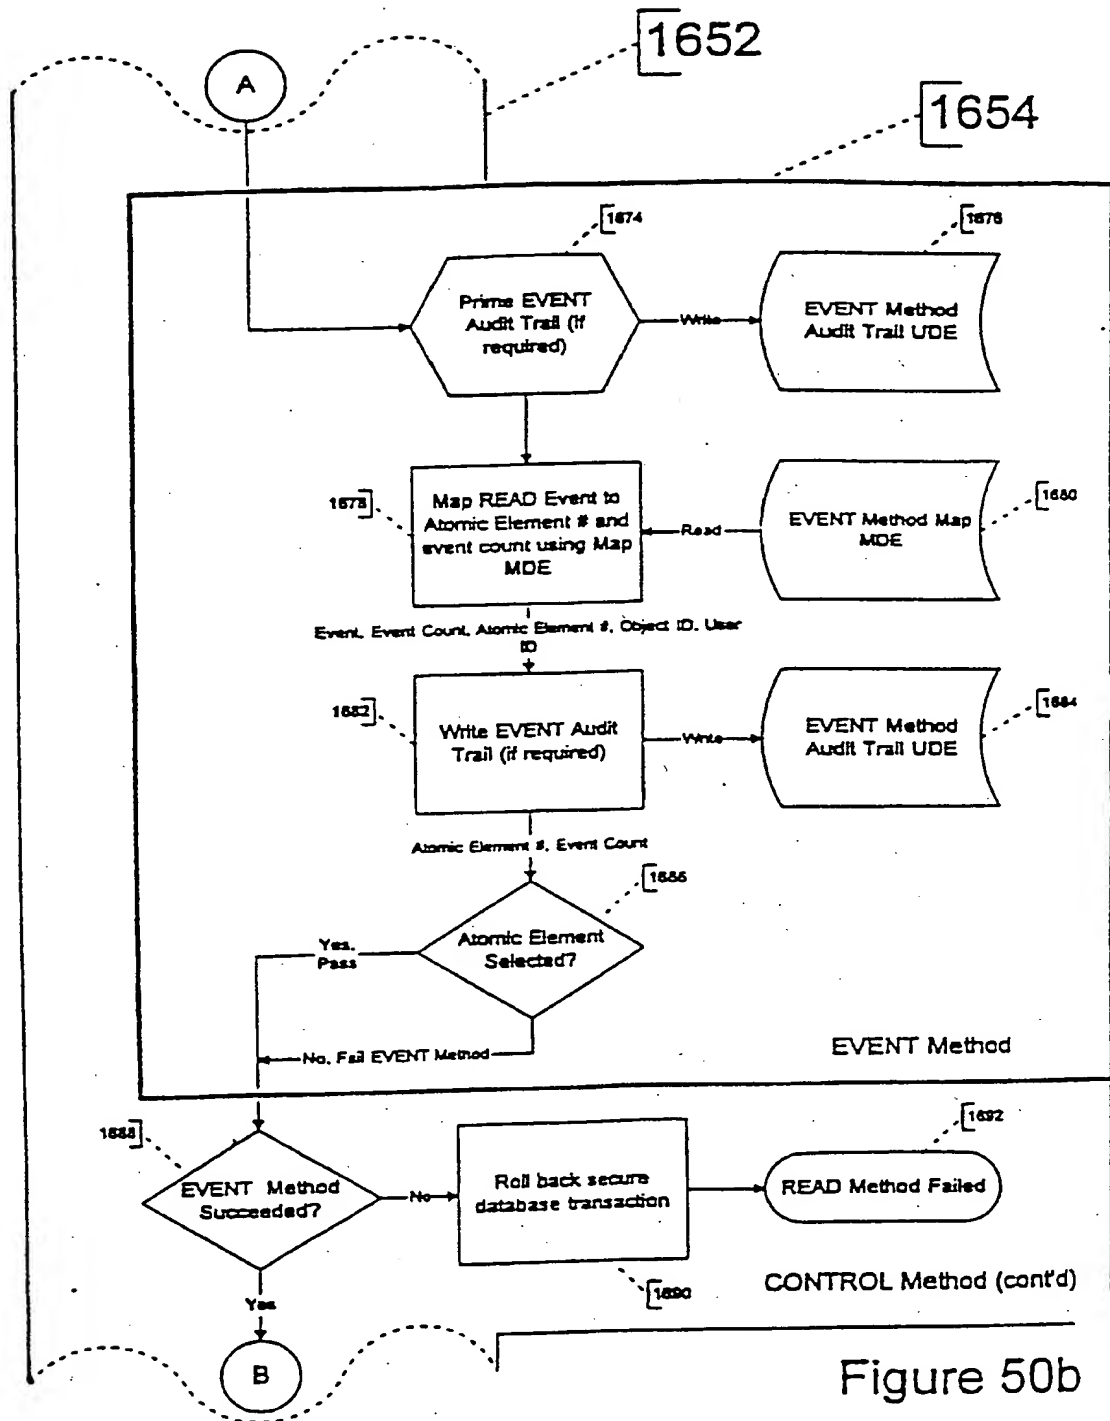 1652
A
1654
1674
1676
Prime EVENT
Audit Trail (if
required)
Write
EVENT Method
Audit Trail UDE
1678
Map READ Event to
Atomic Element # and
event count using Map
MDE
Read
EVENT Method Map
MDE
1680
Event, Event Count, Atomic Element #, Object ID, User
ID
1682
Write EVENT Audit
Trail (if required)
Write
EVENT Method
Audit Trail UDE
1684
Atomic Element #, Event Count
1686
Yes,
Pass
Atomic Element
Selected?
No, Fail EVENT Method
EVENT Method
1688
EVENT Method
Succeeded?
No
Roll back secure
database transaction
1692
READ Method Failed
1690
CONTROL Method (cont'd)
Yes
B
Figure 50b